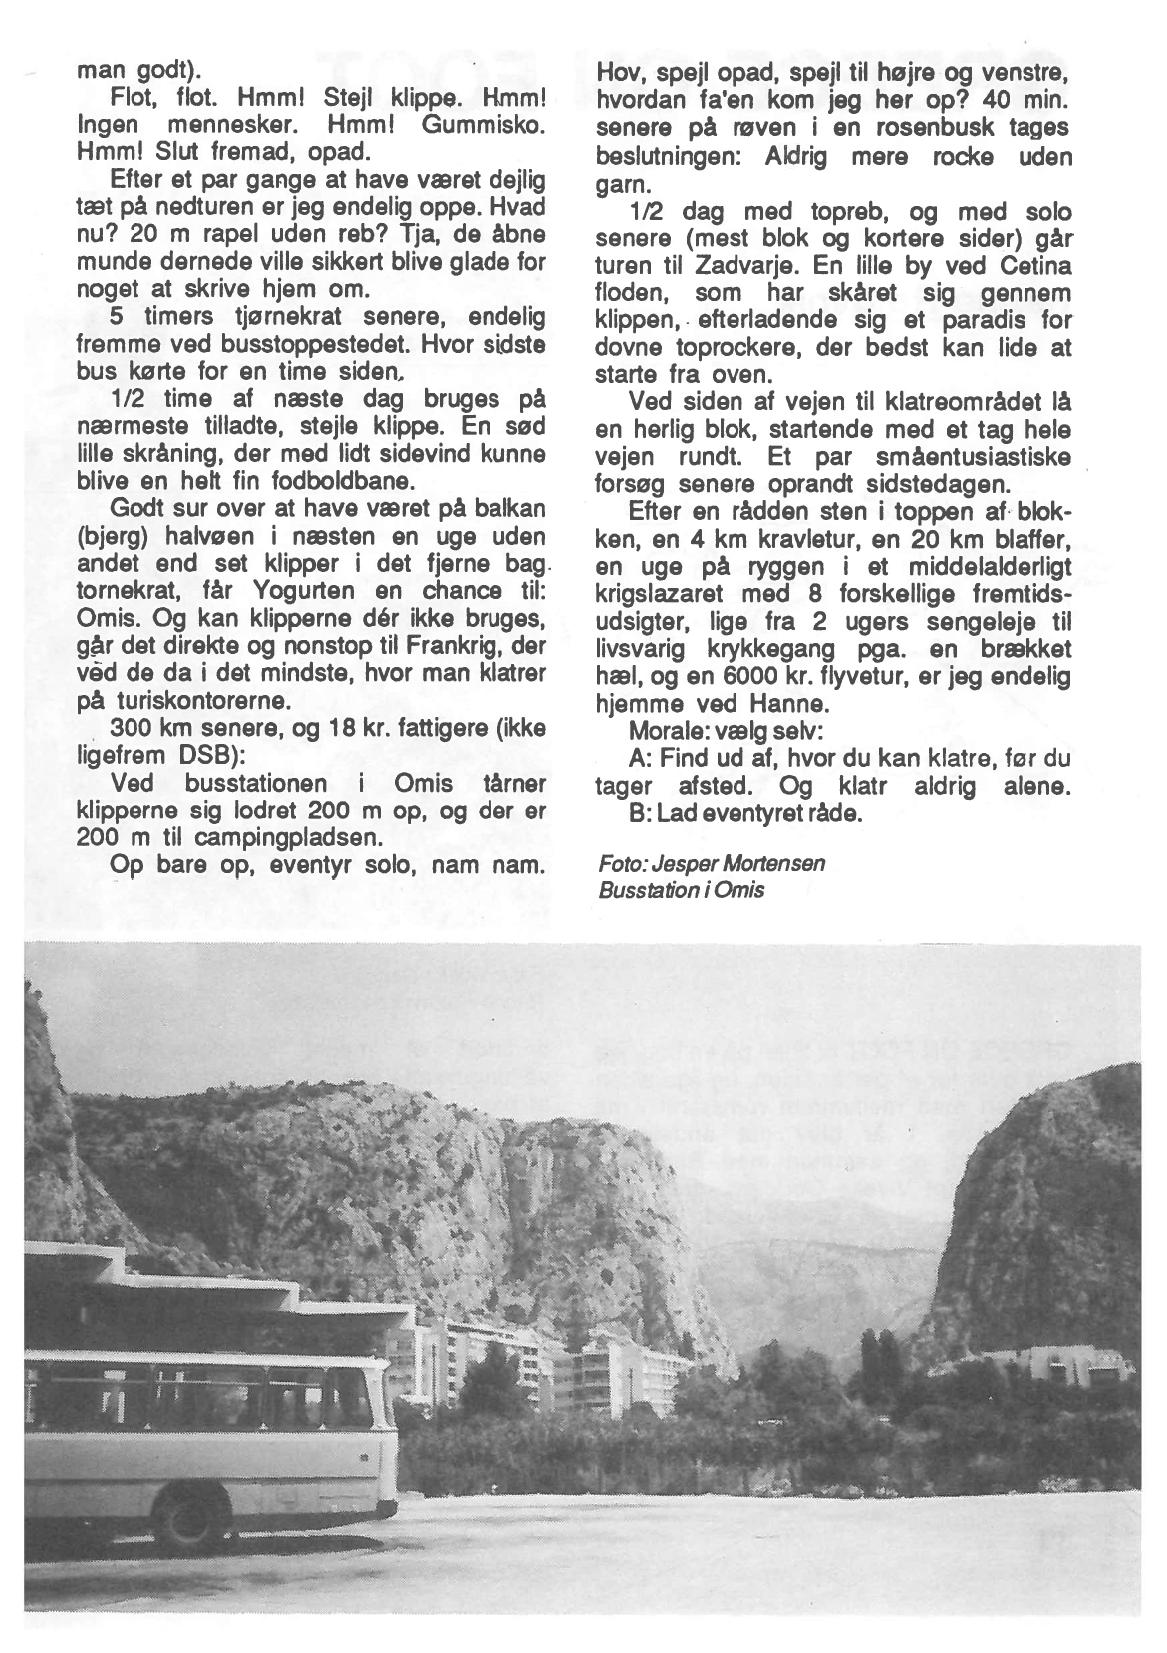 man godt).
Flot, flot. Hmm! Stejl klippe. Hmm!
Ingen mennesker. Hmm! Gummisko.
Hmm! Slut fremad, opad.
Efter et par gange at have været dejlig
tæt på nedturen er jeg endelig oppe. Hvad
nu? 20 m rapel uden reb? Tja, de åbne
munde dernede ville sikkert blive glade for
noget at skrive hjem om.
5 timers tjørnekrat senere, endelig
fremme ved busstoppestedet. Hvor sidste
bus kørte for en time siden.
1/2 time af næste dag bruges på
nærmeste tilladte, stejle klippe. En sød
lille skråning, der med lidt sidevind kunne
blive en helt fin fodboldbane.
Godt sur over at have været på balkan
(bjerg) halvøen i næsten en uge uden
andet end set klipper i det fjerne bag
tornekrat, får Yogurten en chance til:
Omis. Og kan klipperne dér ikke bruges,
går det direkte og nonstop til Frankrig, der
véd de da i det mindste, hvor man klatrer
på turiskontorerne.
300 km senere, og 18 kr. fattigere (ikke
ligefrem DSB):
Ved busstationen i Omis tårner
klipperne sig lodret 200 m op, og der er
200 m til campingpladsen.
Op bare op, eventyr solo, nam nam.
Hov, spejl opad, spejl til højre og venstre,
hvordan fa'en kom jeg her op? 40 min.
senere på røven i en rosenbusk tages
beslutningen: Aldrig mere rocke uden
garn.
1/2 dag med topreb, og med solo
senere (mest blok og kortere sider) går
turen til Zadvarje. En lille by ved Cetina
floden, som har skåret sig gennem
klippen, efterladende sig et paradis for
dovne toprockere, der bedst kan lide at
starte fra oven.
Ved siden af vejen til klatreområdet lå
en herlig blok, startende med et tag hele
vejen rundt. Et par småentusiastiske
forsøg senere oprandt sidstedagen.
Efter en rådden sten i toppen af blok-
ken, en 4 km kravletur, en 20 km blaffer,
en uge på ryggen i et middelalderligt
krigslazaret med 8 forskellige fremtids-
udsigter, lige fra 2 ugers sengeleje til
livsvarig krykkegang pga. en brækket
hæl, og en 6000 kr. flyvetur, er jeg endelig
hjemme ved Hanne.
Morale: vælg selv:
A: Find ud af, hvor du kan klatre, før du
tager afsted. Og klatr aldrig alene.
B: Lad eventyret råde.
Foto: Jesper Mortensen
Busstation i Omis